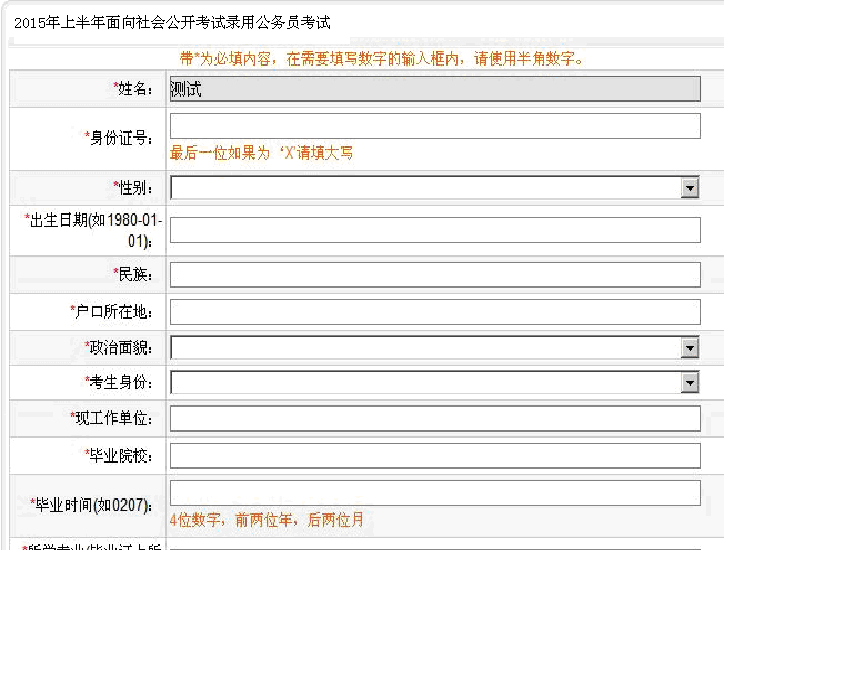 2015年上半年面向社会公开考试录用公务员考试
带*为必填内容，在需要填写数字的输入框内，请使用半角数字。
*姓名： 测试
*身份证号：
最后一位如果为‘X’请填大写
*性别：
*出生日期(如1980-01-
01)：
*民族：
*户口所在地：
*政治面貌：
*考生身份：
*现工作单位：
*毕业院校：
*毕业时间(如0207)：
4位数字，前两位年，后两位月